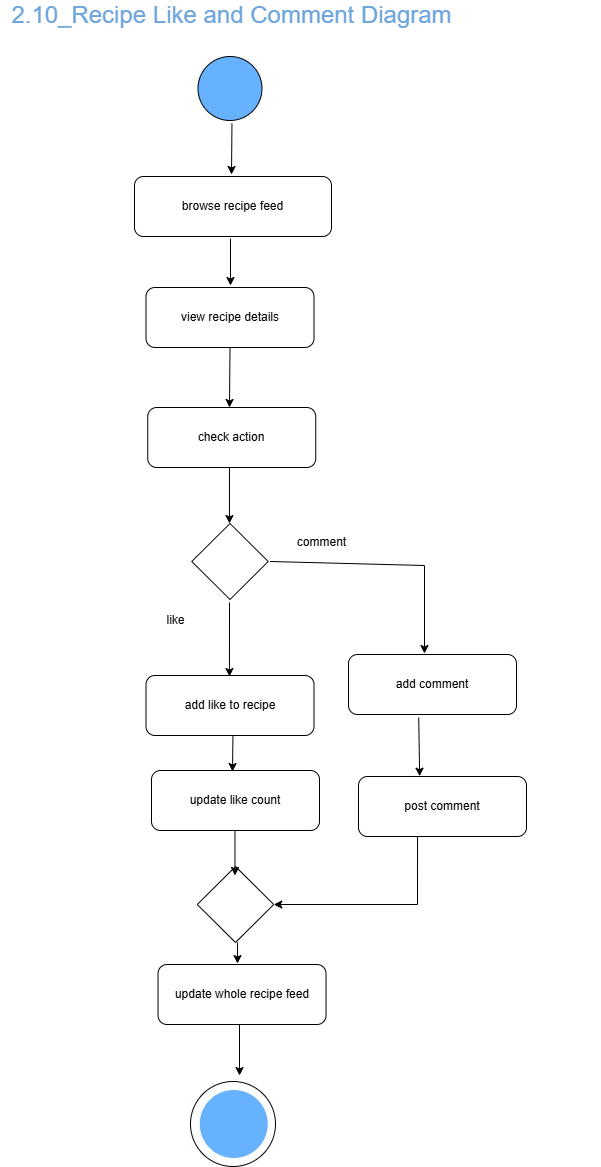 2.10_Recipe Like and Comment Diagram
browse recipe feed
view recipe details
check action
comment
like
add comment
add like to recipe
update like count
post comment
update whole recipe feed